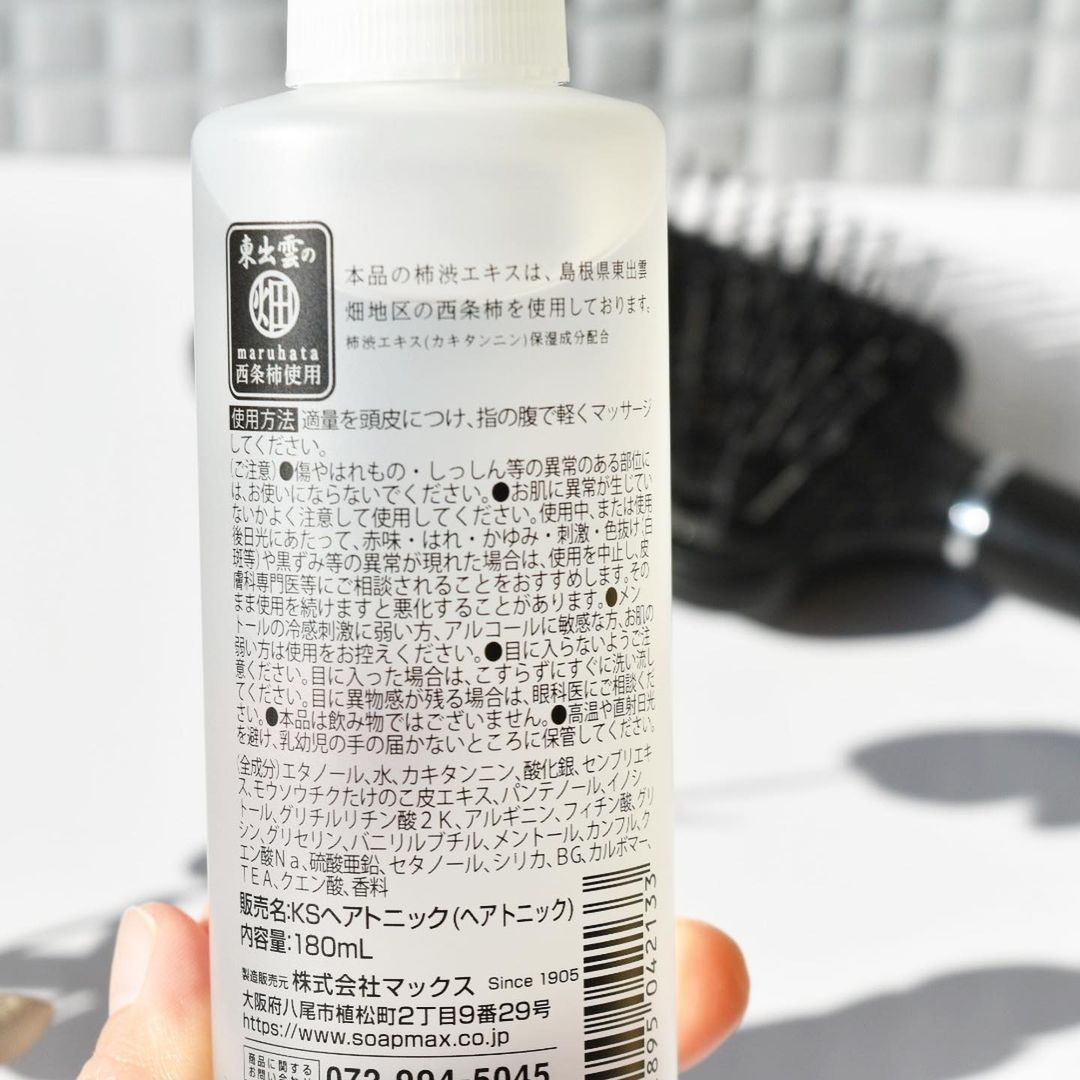 東出雲の
畑
maruhata
西条柿使用
本品の柿渋エキスは、島根県東出雲
畑地区の西条柿を使用しております。
柿渋エキス(カキタンニン)保湿成分配合
使用方法 適量を頭皮につけ、指の腹で軽くマッサージ
してください。
(ご注意)●傷やはれもの・しっしん等の異常のある部位に
は、お使いにならないでください。●お肌に異常が生じてい
ないかよく注意して使用してください。使用中、または使用
後日光にあたって、赤味・はれ・かゆみ・刺激・色抜け(白
斑等)や黒ずみ等の異常が現れた場合は、使用を中止し、皮
膚科専門医等にご相談されることをおすすめします。その
まま使用を続けますと悪化することがあります。●メン
トールの冷感刺激に弱い方、アルコールに敏感な方、お肌の
弱い方は使用をお控えください。●目に入らないようご注
意ください。目に入った場合は、こすらずにすぐに洗い流し
てください。目に異物感が残る場合は、眼科医にご相談くだ
さい。●本品は飲み物ではございません。●高温や直射日光
を避け、乳幼児の手の届かないところに保管してください。
(全成分)エタノール、水、カキタンニン、酸化銀、センブリエキ
ス、モウソウチクたけのこ皮エキス、パンテノール、イノシ
トール、グリチルリチン酸2K、アルギニン、フィチン酸、グリ
シン、グリセリン、バニリルブチル、メントール、カンフル、ク
エン酸Na、硫酸亜鉛、セタノール、シリカ、BG、カルボマー、
TEA、クエン酸、香料
販売名:KSヘアトニック(ヘアトニック)
内容量:180mL
製造販売元 株式会社マックス Since 1905
大阪府八尾市植松町2丁目9番29号
https://www.soapmax.co.jp
商品に関する
お問い合わせ
072-994-5045
895 042133